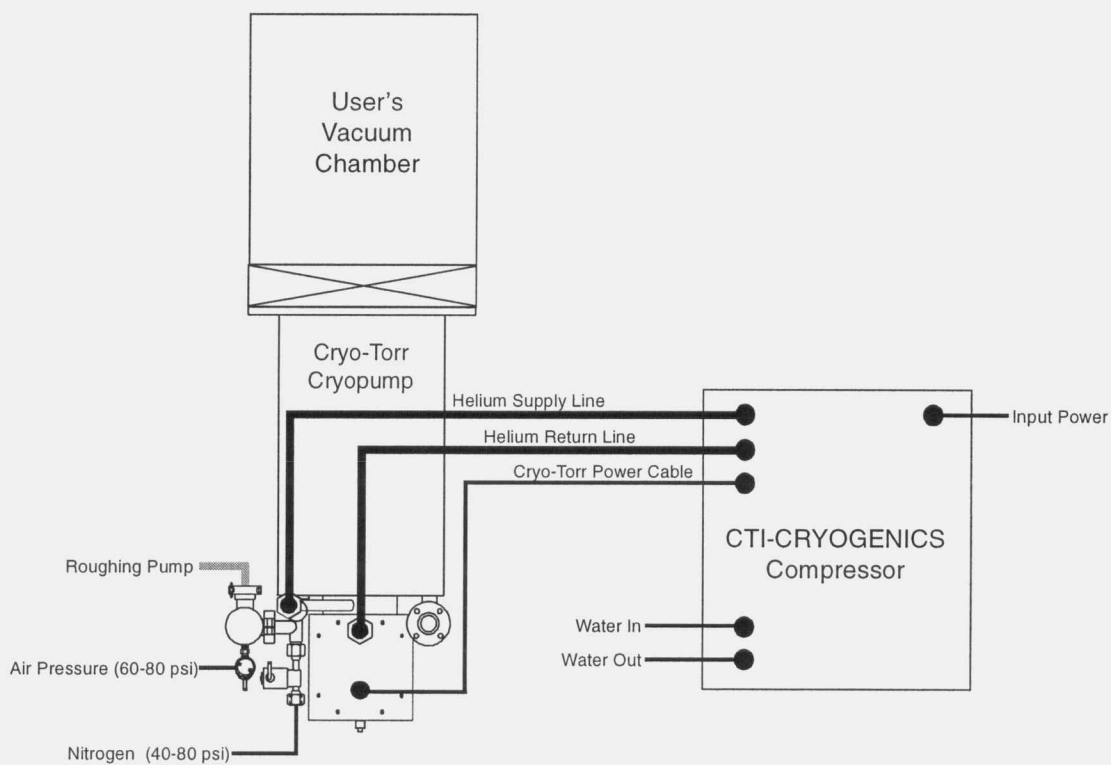 User's
Vacuum
Chamber
Cryo-Torr
Cryopump
Helium Supply Line
Input Power
Helium Return Line
Cryo-Torr Power Cable
CTI-CRYOGENICS
Compressor
Roughing Pump
Water In
Water Out
Air Pressure (60-80 psi)
Nitrogen (40-80 psi)